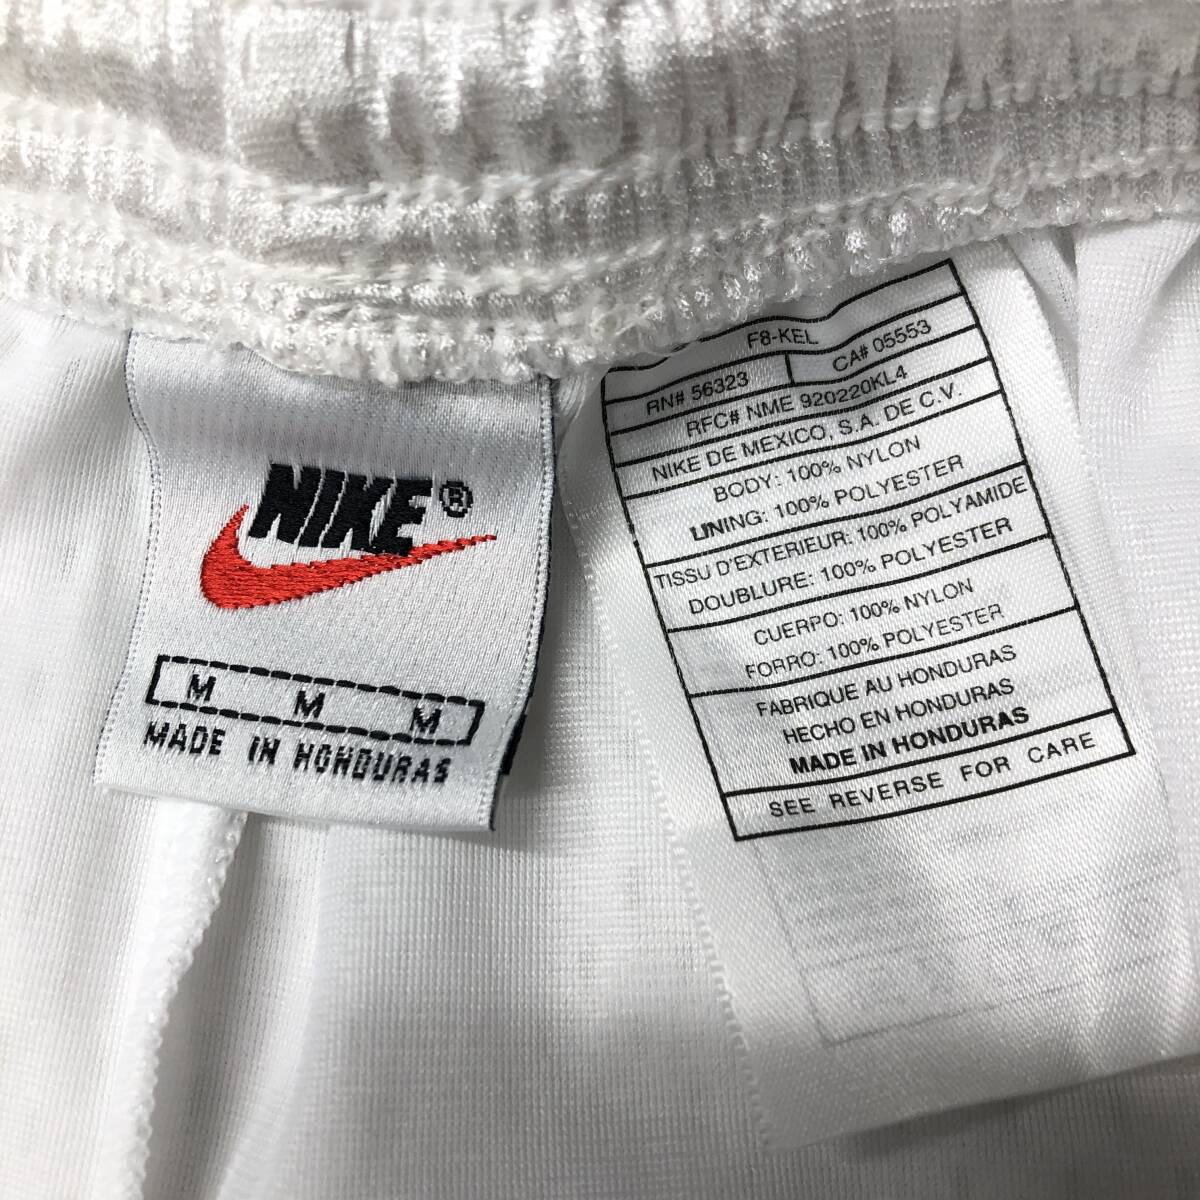 NIKE®
M M M
MADE IN HONDURAS
F8-KEL
RN# 56323 CA# 05553
RFC# NME 920220KL4
NIKE DE MEXICO, S.A. DE C.V.
BODY: 100% NYLON
LINING: 100% POLYESTER
TISSU D'EXTERIEUR: 100% POLYAMIDE
DOUBLURE: 100% POLYESTER
CUERPO: 100% NYLON
FORRO: 100% POLYESTER
FABRIQUE AU HONDURAS
HECHO EN HONDURAS
MADE IN HONDURAS
SEE REVERSE FOR CARE